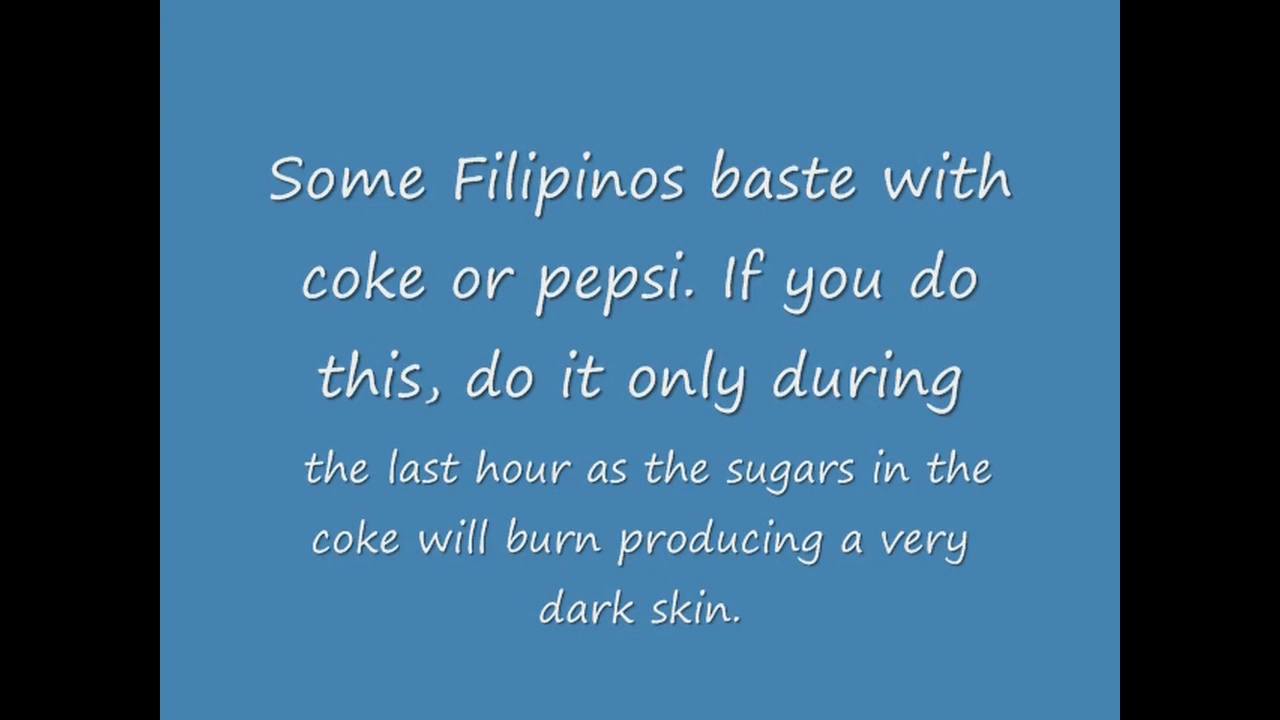 Some Filipinos baste with
coke or pepsi. If you do
this, do it only during
the last hour as the sugars in the
coke will burn producing a very
dark skin.